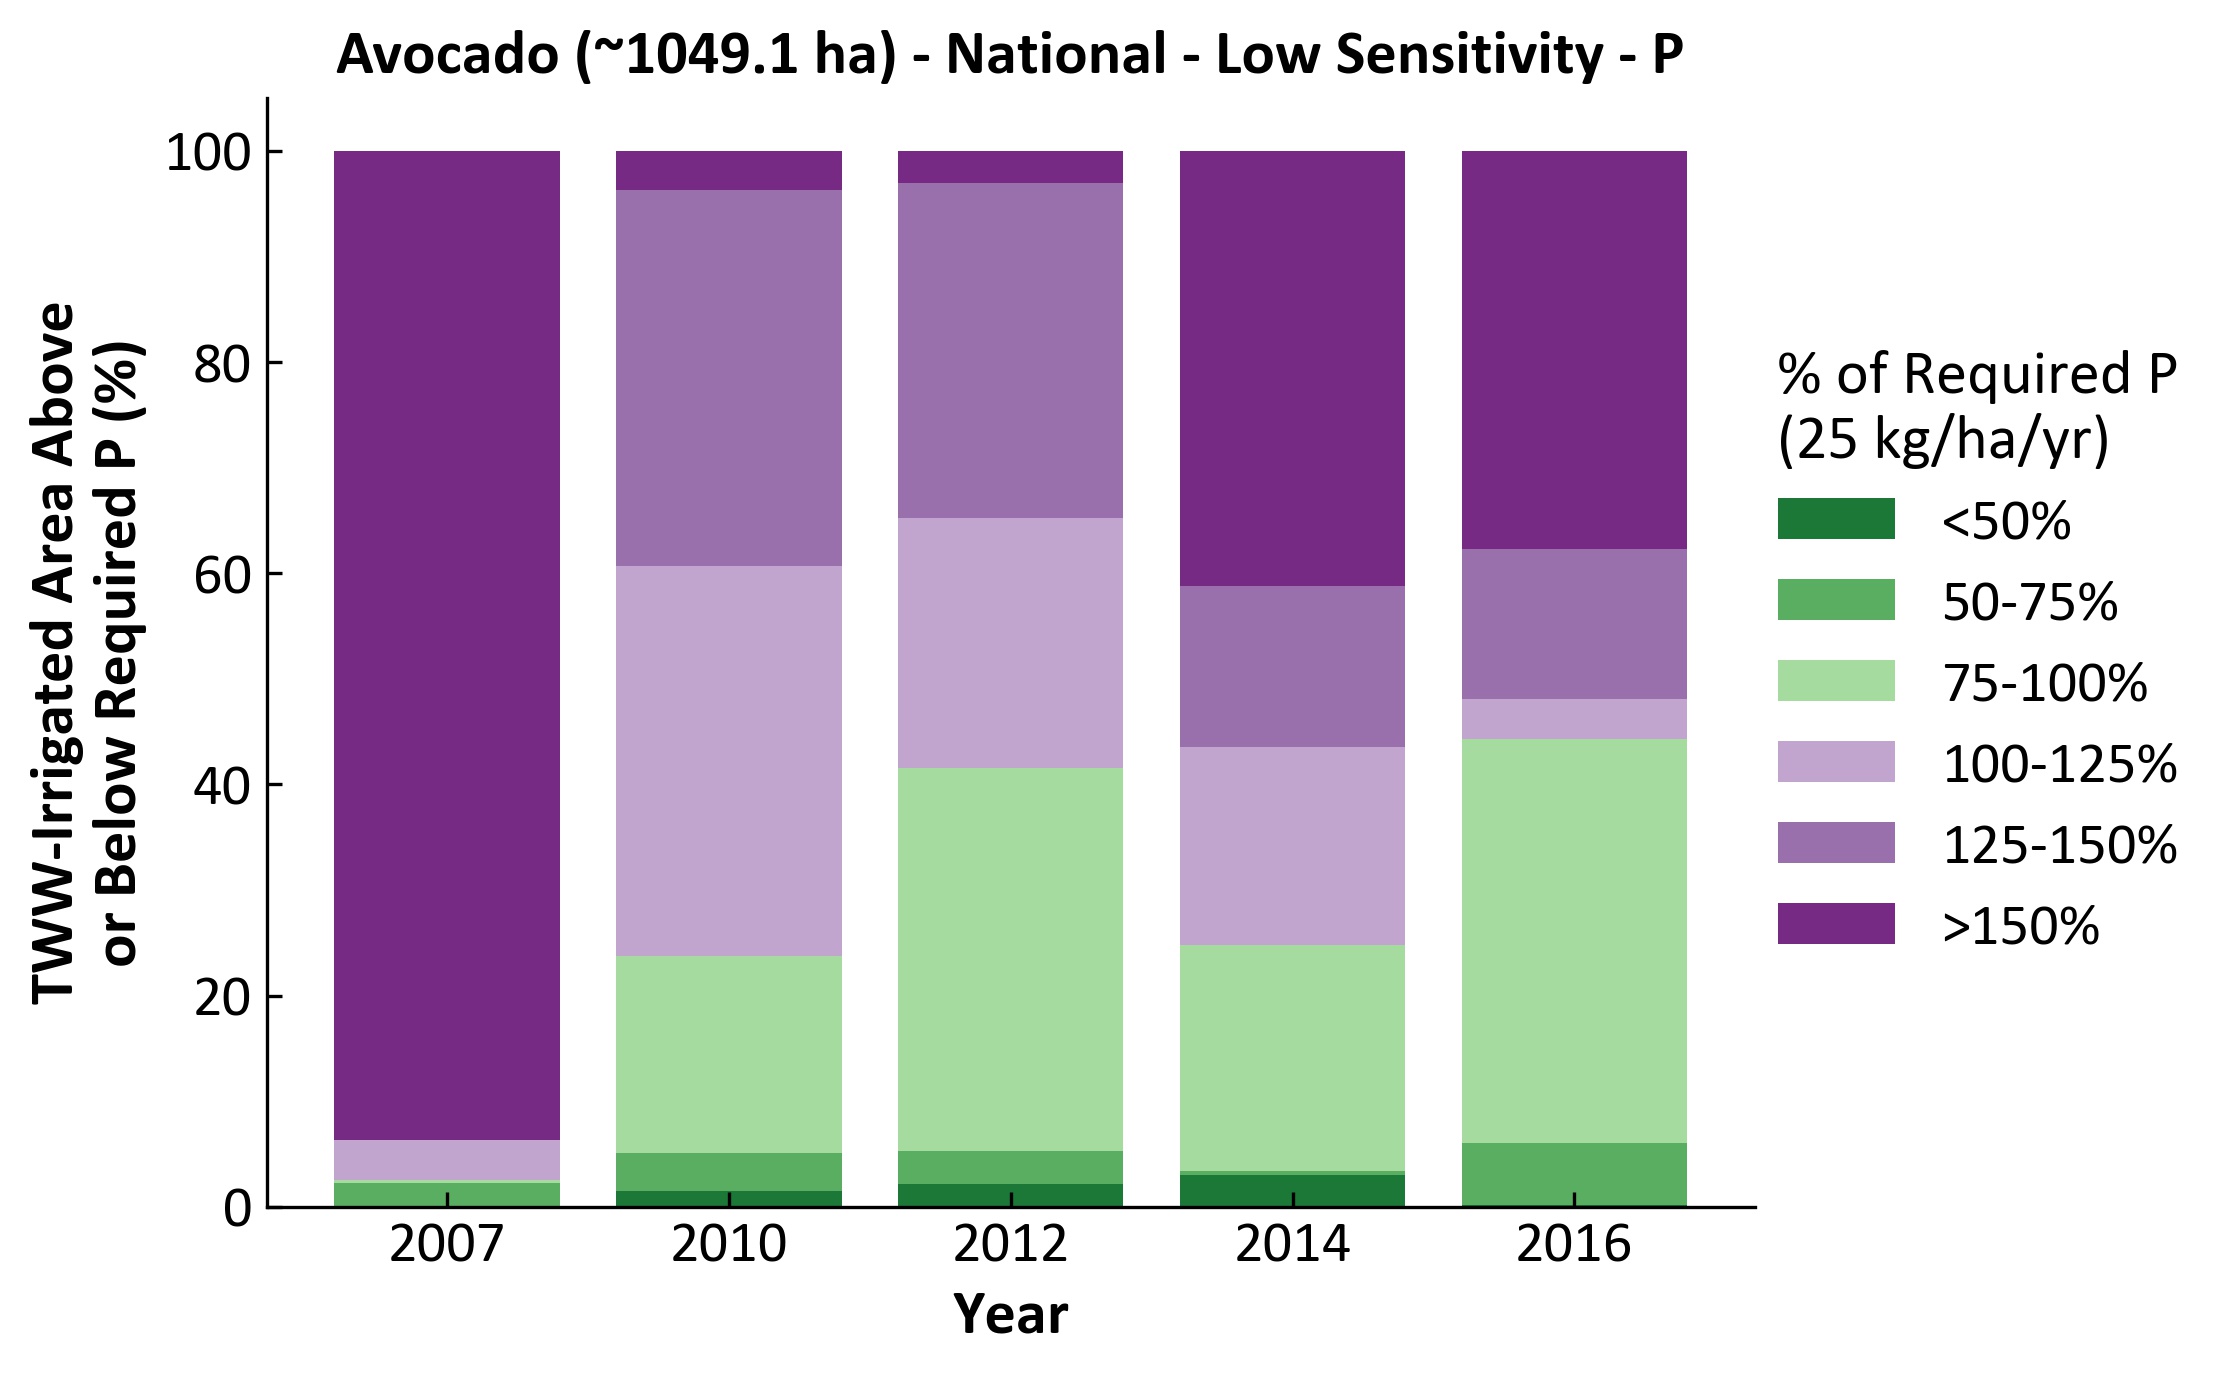 Avocado (~1049.1 ha) - National - Low Sensitivity - P
TWW-Irrigated Area Above
or Below Required P (%)
100
80
60
40
20
0
2007
2010
2012
2014
2016
Year
% of Required P
(25 kg/ha/yr)
<50%
50-75%
75-100%
100-125%
125-150%
>150%